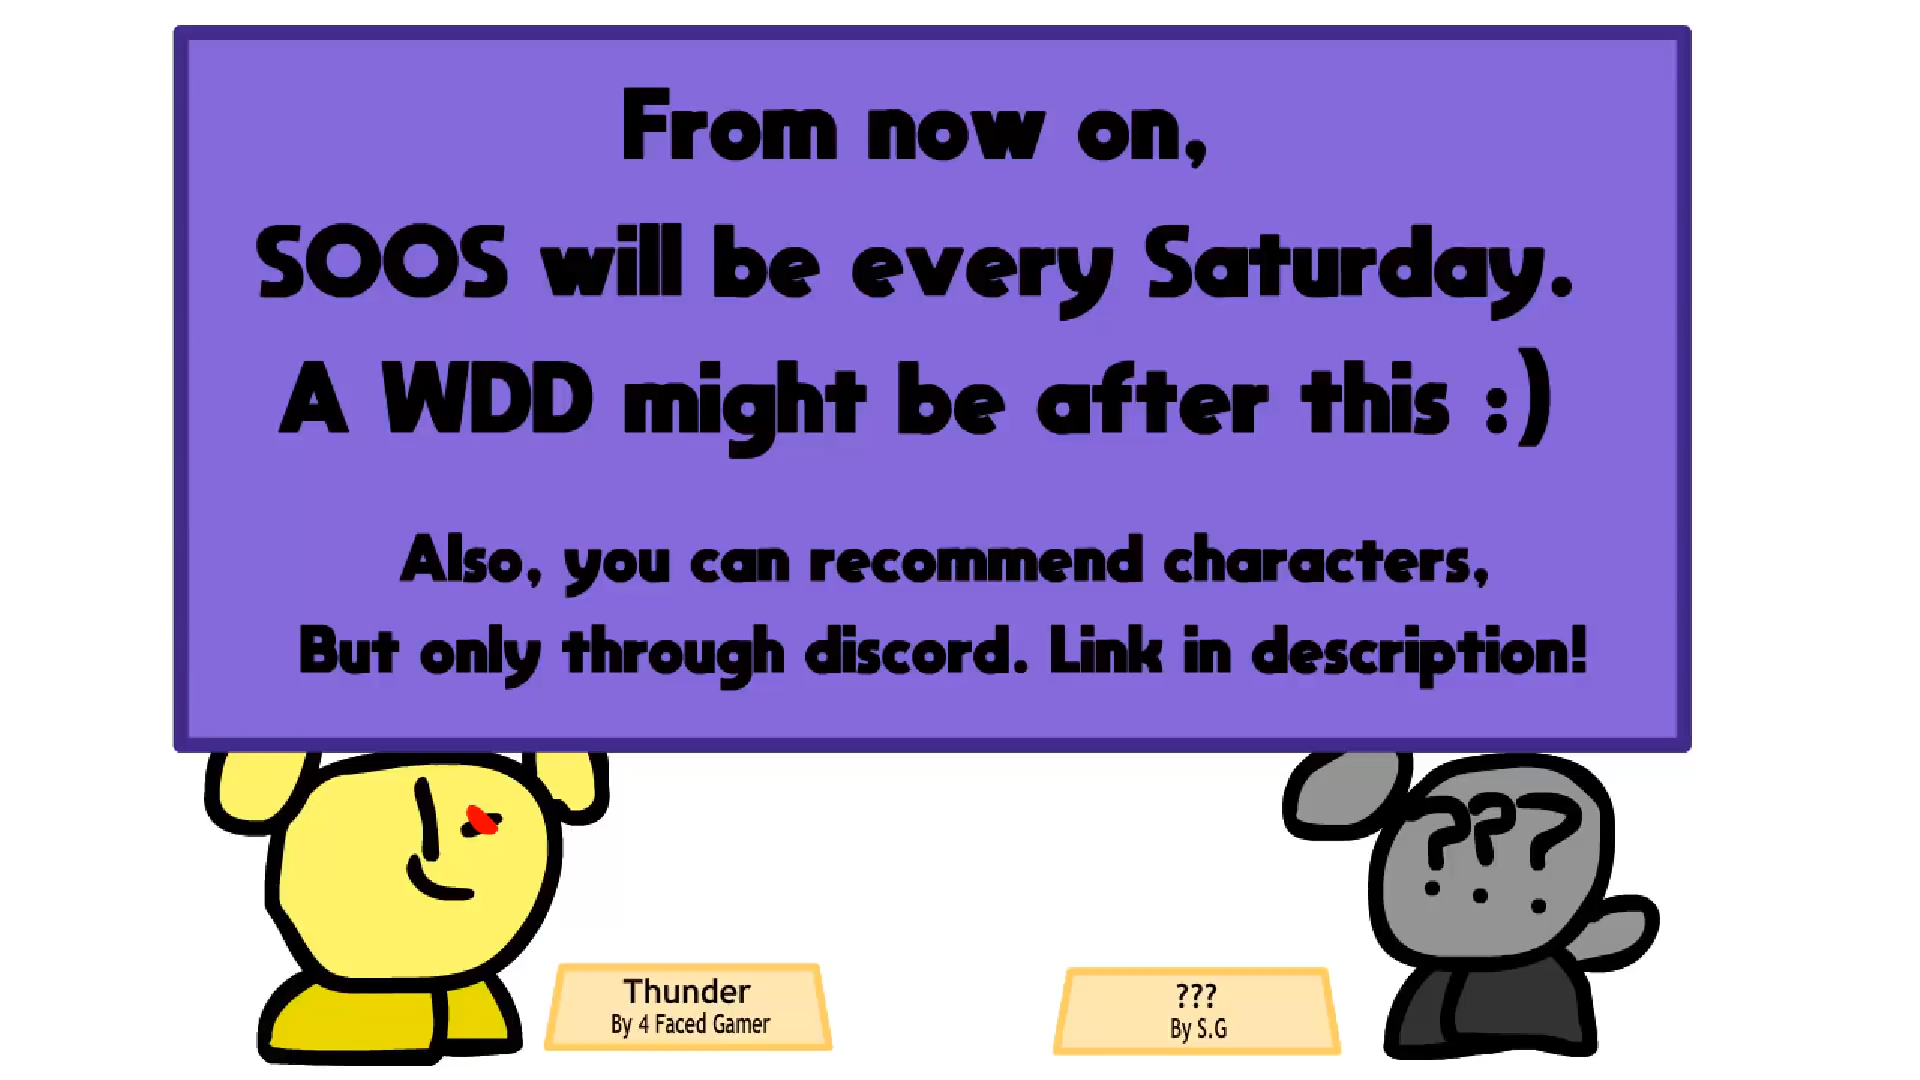 From now on,
SOOS will be every Saturday.
A WDD might be after this :)
Also, you can recommend characters,
But only through discord. Link in description!
???
Thunder
By 4 Faced Gamer
???
By S.G